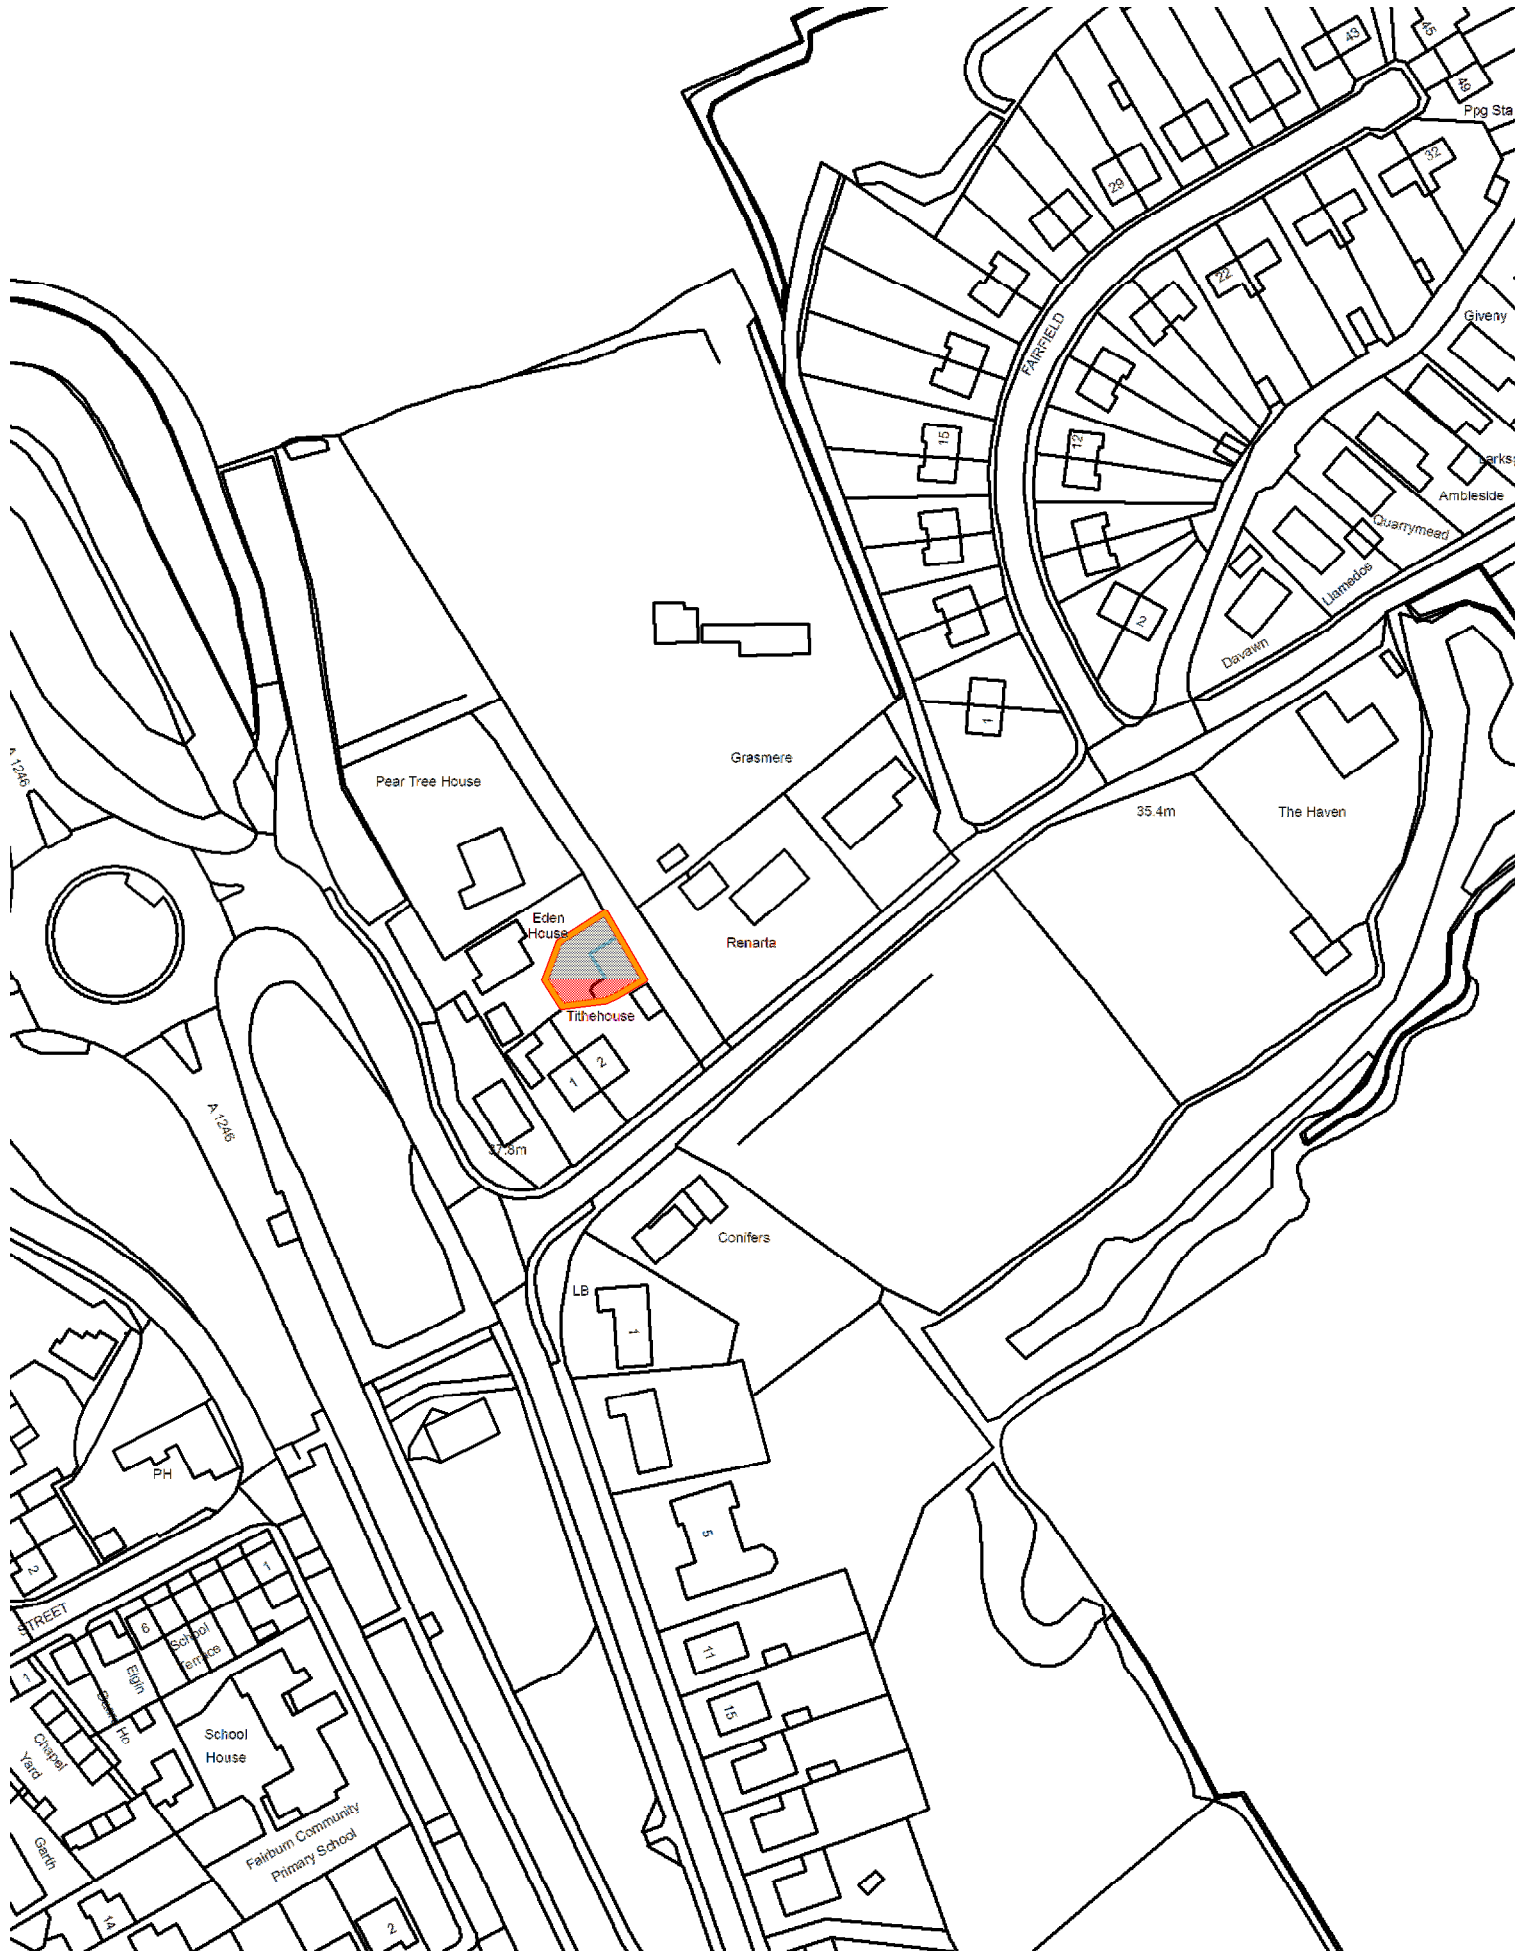 43
45
49
Ppg Sta
32
29
22
Giveny
FAIRFIELD
15
12
Ambleside
Quarrymead
Llamedos
2
Davawn
1
A 1246
Grasmere
Pear Tree House
35.4m
The Haven
Eden
House
Renarta
Tithehouse
2
1
A 1246
37.8m
Conifers
LB
1
PH
5
2
1
STREET
6
School
Terrace
11
1
Elgin
Ho
15
Chapel
Yard
School
House
Fairburn Community
Primary School
Garth
14
2